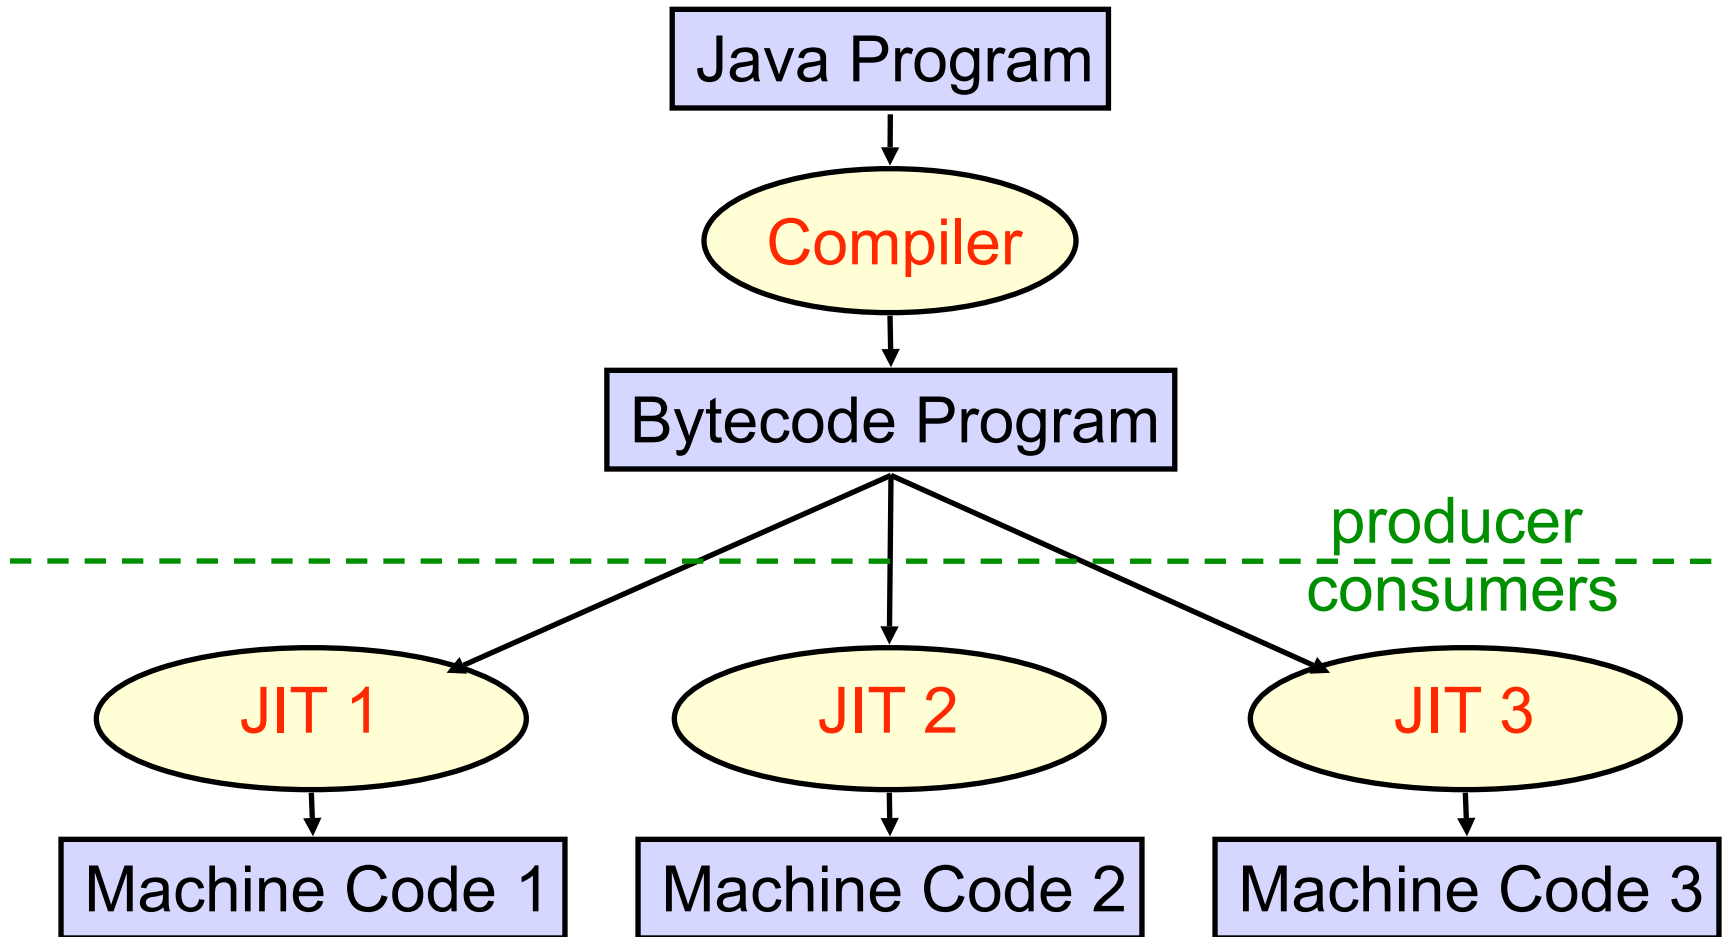 Java Program
Compiler
Bytecode Program
producer
consumers
JIT 1
JIT 2
JIT 3
Machine Code 1
Machine Code 2
Machine Code 3